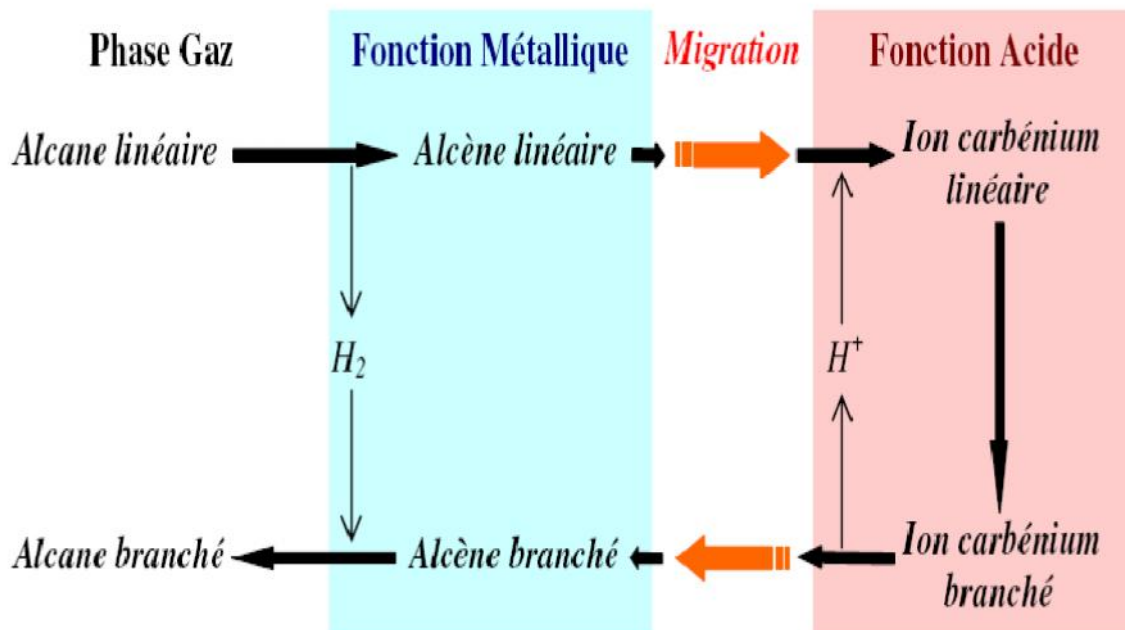 Phase Gaz
Fonction Métallique
Migration
Fonction Acide
Alcane linéaire
Alcène linéaire
Ion carbénium
linéaire
H₂
H⁺
Alcane branché
Alcène branché
Ion carbénium
branché